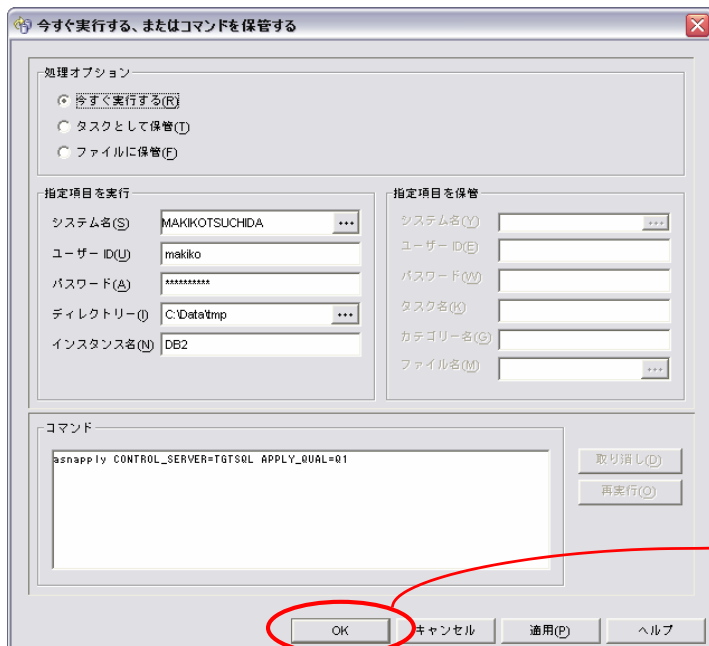 今すぐ実行する、またはコマンドを保管する
処理オプション
今すぐ実行する(R)
タスクとして保管(T)
ファイルに保管(F)
指定項目を実行
システム名(S) MAKIKOTSUCHIDA ...
ユーザー ID(U) makiko
パスワード(A) **********
ディレクトリー(I) C:\Data\tmp ...
インスタンス名(N) DB2
指定項目を保管
システム名(Y) ...
ユーザー ID(E)
パスワード(W)
タスク名(K)
カテゴリー名(G)
ファイル名(M) ...
コマンド
asnapply CONTROL_SERVER=TGTSQL APPLY_QUAL=Q1
取り消し(D)
再実行(O)
OK キャンセル 適用(P) ヘルプ